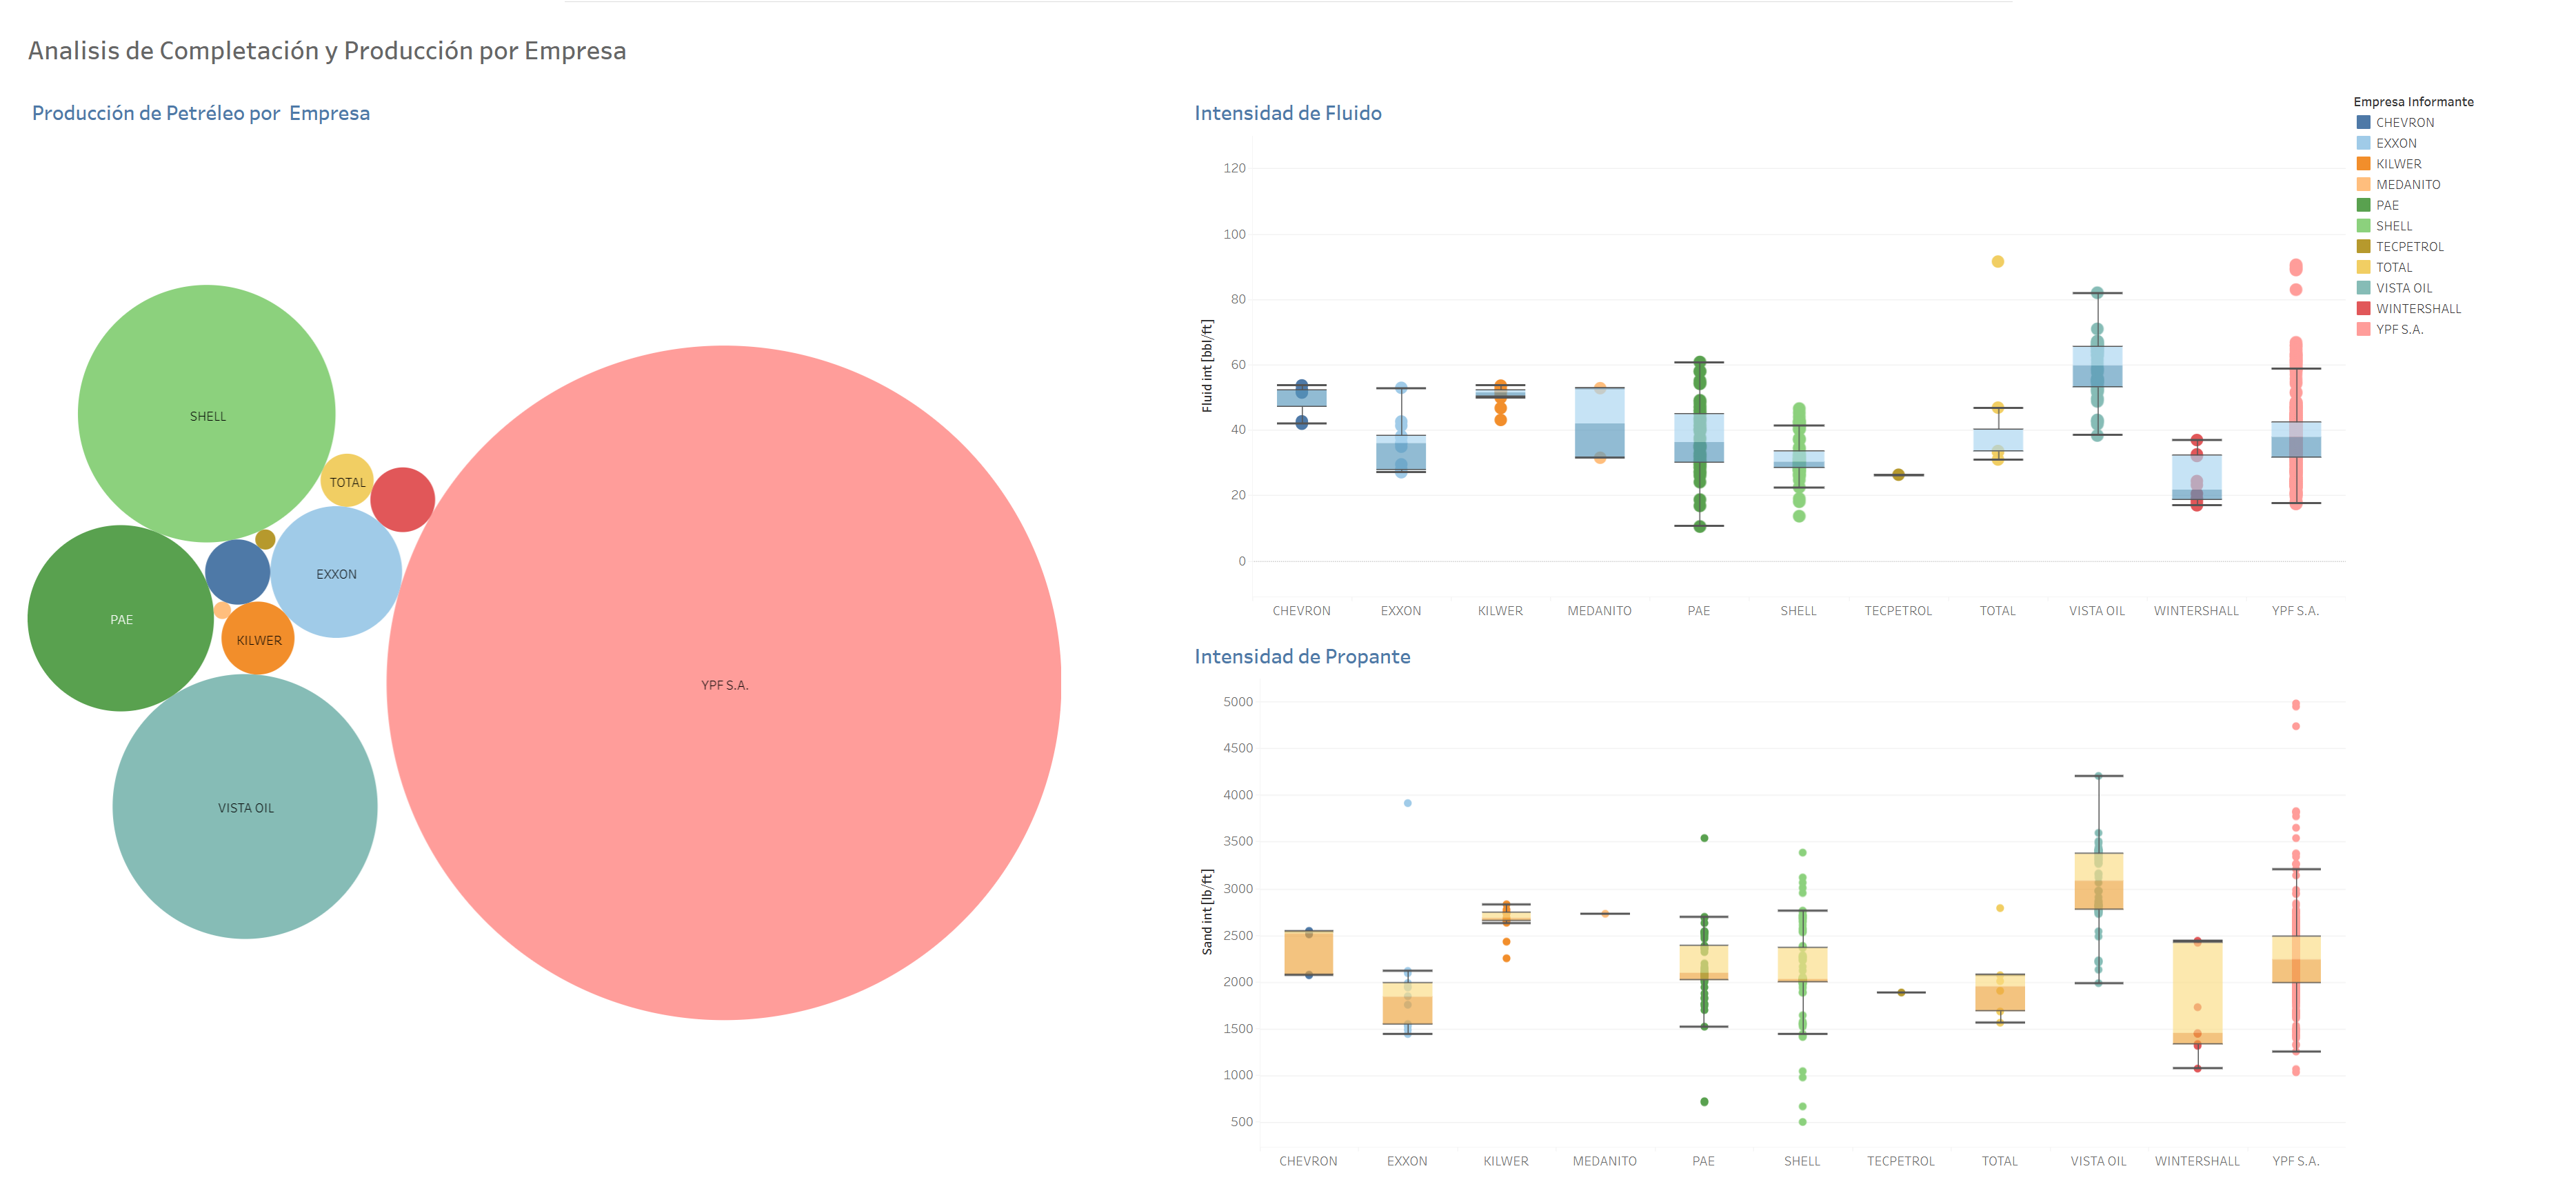 Analisis de Completación y Producción por Empresa
Producción de Petréleo por Empresa
SHELL
TOTAL
EXXON
PAE
KILWER
YPF S.A.
VISTA OIL
Intensidad de Fluido
Fluid int [bbl/ft]
120
100
80
60
40
20
0
CHEVRON EXXON KILWER MEDANITO PAE SHELL TECPETROL TOTAL VISTA OIL WINTERSHALL YPF S.A.
Intensidad de Propante
Sand int [lb/ft]
5000
4500
4000
3500
3000
2500
2000
1500
1000
500
CHEVRON EXXON KILWER MEDANITO PAE SHELL TECPETROL TOTAL VISTA OIL WINTERSHALL YPF S.A.
Empresa Informante
CHEVRON
EXXON
KILWER
MEDANITO
PAE
SHELL
TECPETROL
TOTAL
VISTA OIL
WINTERSHALL
YPF S.A.